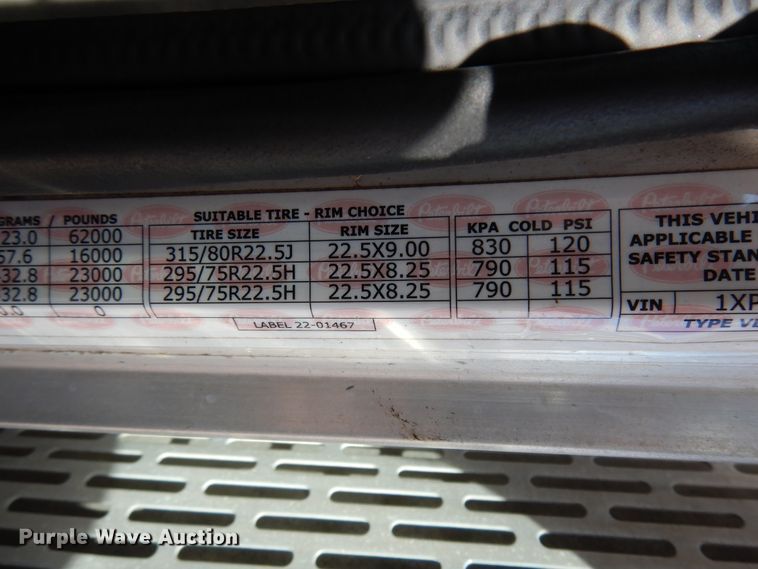 GRAMS / POUNDS SUITABLE TIRE - RIM CHOICE
TIRE SIZE RIM SIZE KPA COLD PSI
23.0 62000
57.6 16000 315/80R22.5J 22.5X9.00 830 120
32.8 23000 295/75R22.5H 22.5X8.25 790 115
32.8 23000 295/75R22.5H 22.5X8.25 790 115
0.0 0
LABEL 22-01467
THIS VEHI
APPLICABLE
SAFETY STAN
DATE
VIN 1XP
TYPE VE
Peterbilt
Purple Wave Auction